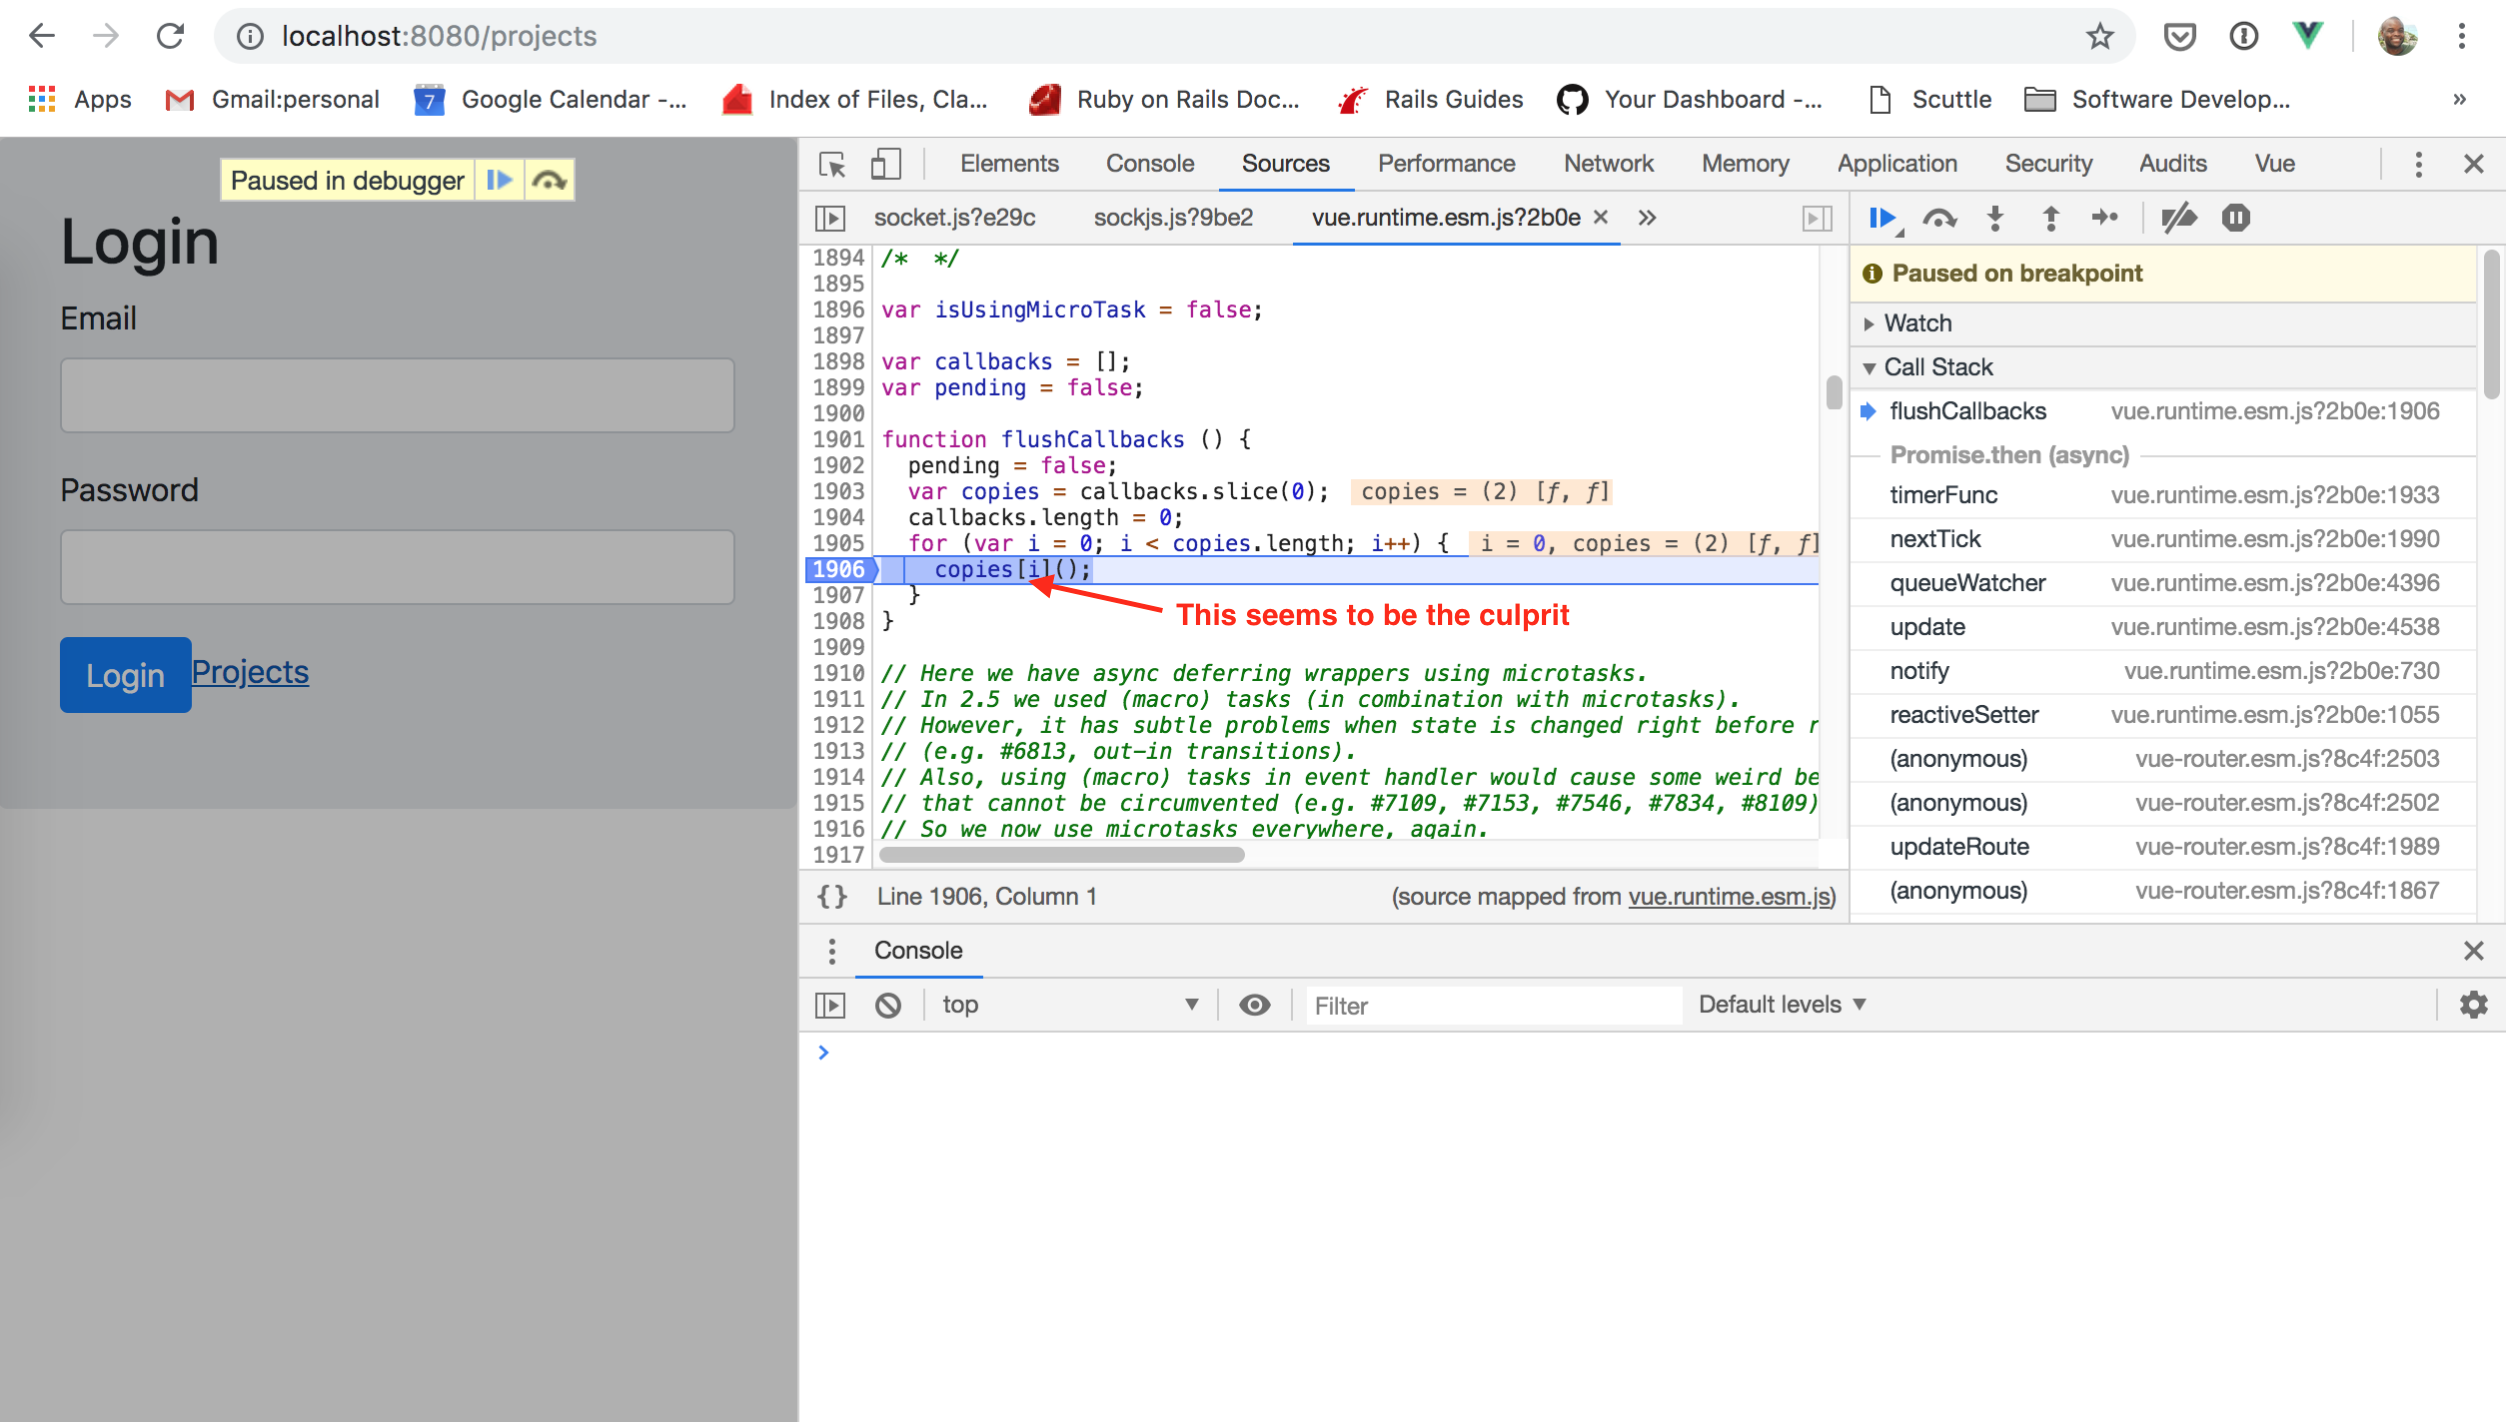 localhost:8080/projects
Apps
Gmail:personal
7
Google Calendar -...
Index of Files, Cla...
Ruby on Rails Doc...
Rails Guides
Your Dashboard -...
Scuttle
Software Develop...
»
Paused in debugger
Login
Email
Password
Login
Projects
Elements Console Sources Performance Network Memory Application Security Audits Vue
socket.js?e29c sockjs.js?9be2 vue.runtime.esm.js?2b0e × »
1894 /*  */
1895
1896 var isUsingMicroTask = false;
1897
1898 var callbacks = [];
1899 var pending = false;
1900
1901 function flushCallbacks () {
1902   pending = false;
1903   var copies = callbacks.slice(0); copies = (2) [ƒ, ƒ]
1904   callbacks.length = 0;
1905   for (var i = 0; i < copies.length; i++) { i = 0, copies = (2) [ƒ, ƒ]
1906     copies[i]();
1907   }
This seems to be the culprit
1908 }
1909
1910 // Here we have async deferring wrappers using microtasks.
1911 // In 2.5 we used (macro) tasks (in combination with microtasks).
1912 // However, it has subtle problems when state is changed right before r
1913 // (e.g. #6813, out-in transitions).
1914 // Also, using (macro) tasks in event handler would cause some weird be
1915 // that cannot be circumvented (e.g. #7109, #7153, #7546, #7834, #8109)
1916 // So we now use microtasks everywhere, again.
1917
{} Line 1906, Column 1 (source mapped from vue.runtime.esm.js)
Paused on breakpoint
Watch
Call Stack
flushCallbacks vue.runtime.esm.js?2b0e:1906
Promise.then (async)
timerFunc vue.runtime.esm.js?2b0e:1933
nextTick vue.runtime.esm.js?2b0e:1990
queueWatcher vue.runtime.esm.js?2b0e:4396
update vue.runtime.esm.js?2b0e:4538
notify vue.runtime.esm.js?2b0e:730
reactiveSetter vue.runtime.esm.js?2b0e:1055
(anonymous) vue-router.esm.js?8c4f:2503
(anonymous) vue-router.esm.js?8c4f:2502
updateRoute vue-router.esm.js?8c4f:1989
(anonymous) vue-router.esm.js?8c4f:1867
Console
top
Filter
Default levels